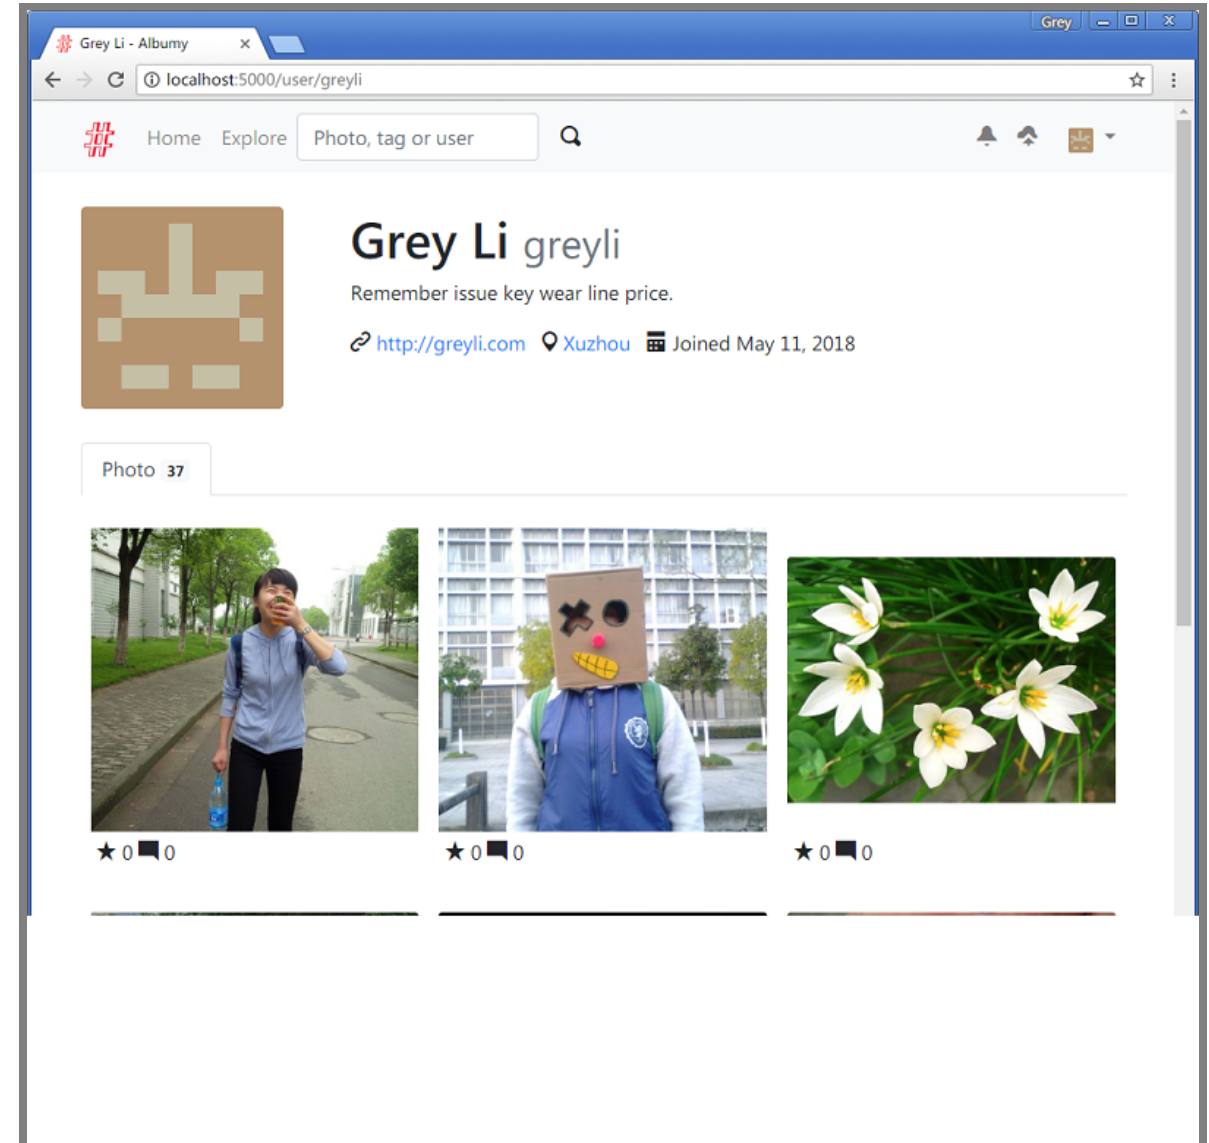 Grey
Grey Li - Albumy
localhost:5000/user/greyli
Home Explore Photo, tag or user
Grey Li greyli
Remember issue key wear line price.
http://greyli.com Xuzhou Joined May 11, 2018
Photo 37
0 0 0 0 0 0